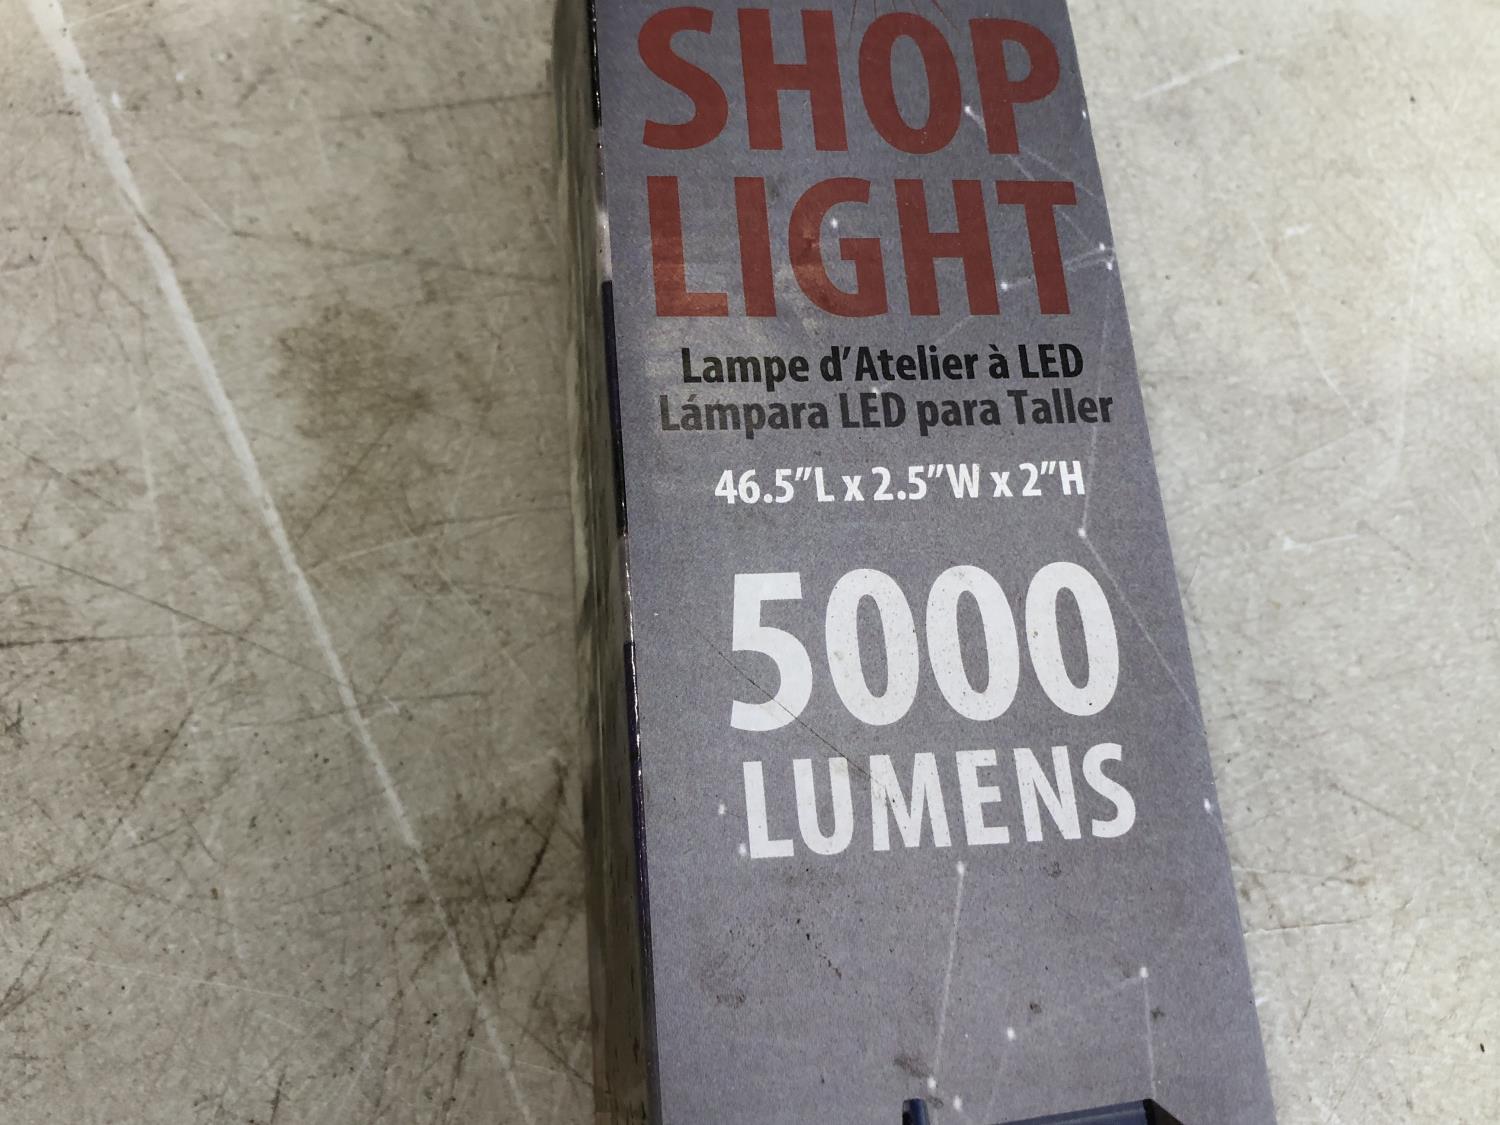 SHOP
LIGHT
Lampe d’Atelier à LED
Lámpara LED para Taller
46.5”L x 2.5”W x 2”H
5000
LUMENS